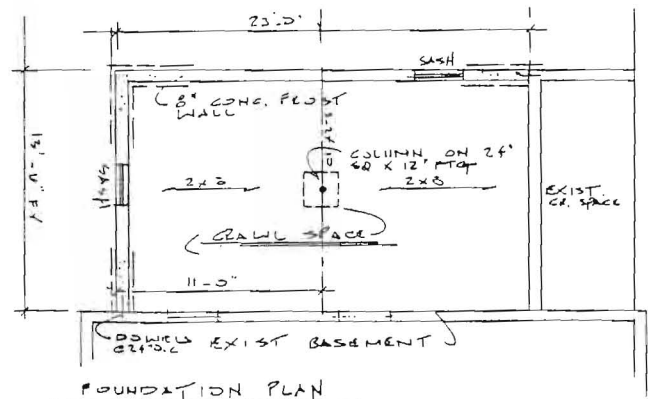 23'-0"
SASH
8" CONC. FROST
WALL
COLUMN ON 24"
SQ X 12" FTG
2x8
2x8
EXIST.
CR. SPACE
SASH
CRAWL SPACE
11-0"
DOWELS
EXIST BASEMENT
FOUNDATION PLAN